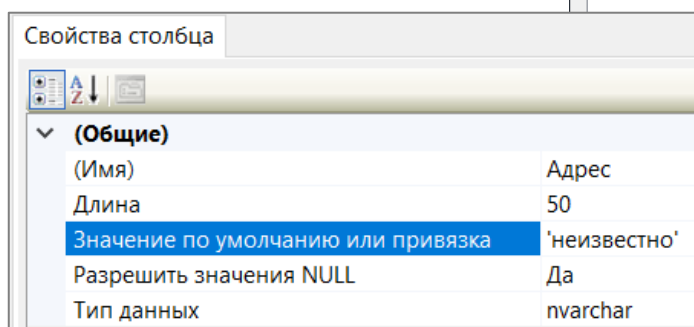 Свойства столбца
(Общие)
(Имя) Адрес
Длина 50
Значение по умолчанию или привязка 'неизвестно'
Разрешить значения NULL Да
Тип данных nvarchar